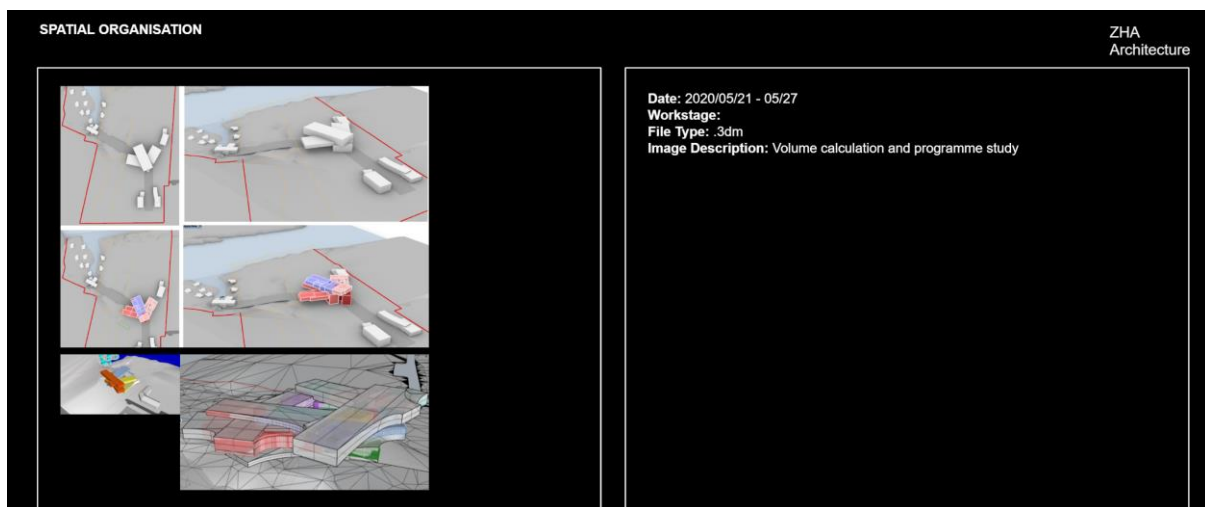 SPATIAL ORGANISATION
ZHA
Architecture
Date: 2020/05/21 - 05/27
Workstage:
File Type: .3dm
Image Description: Volume calculation and programme study